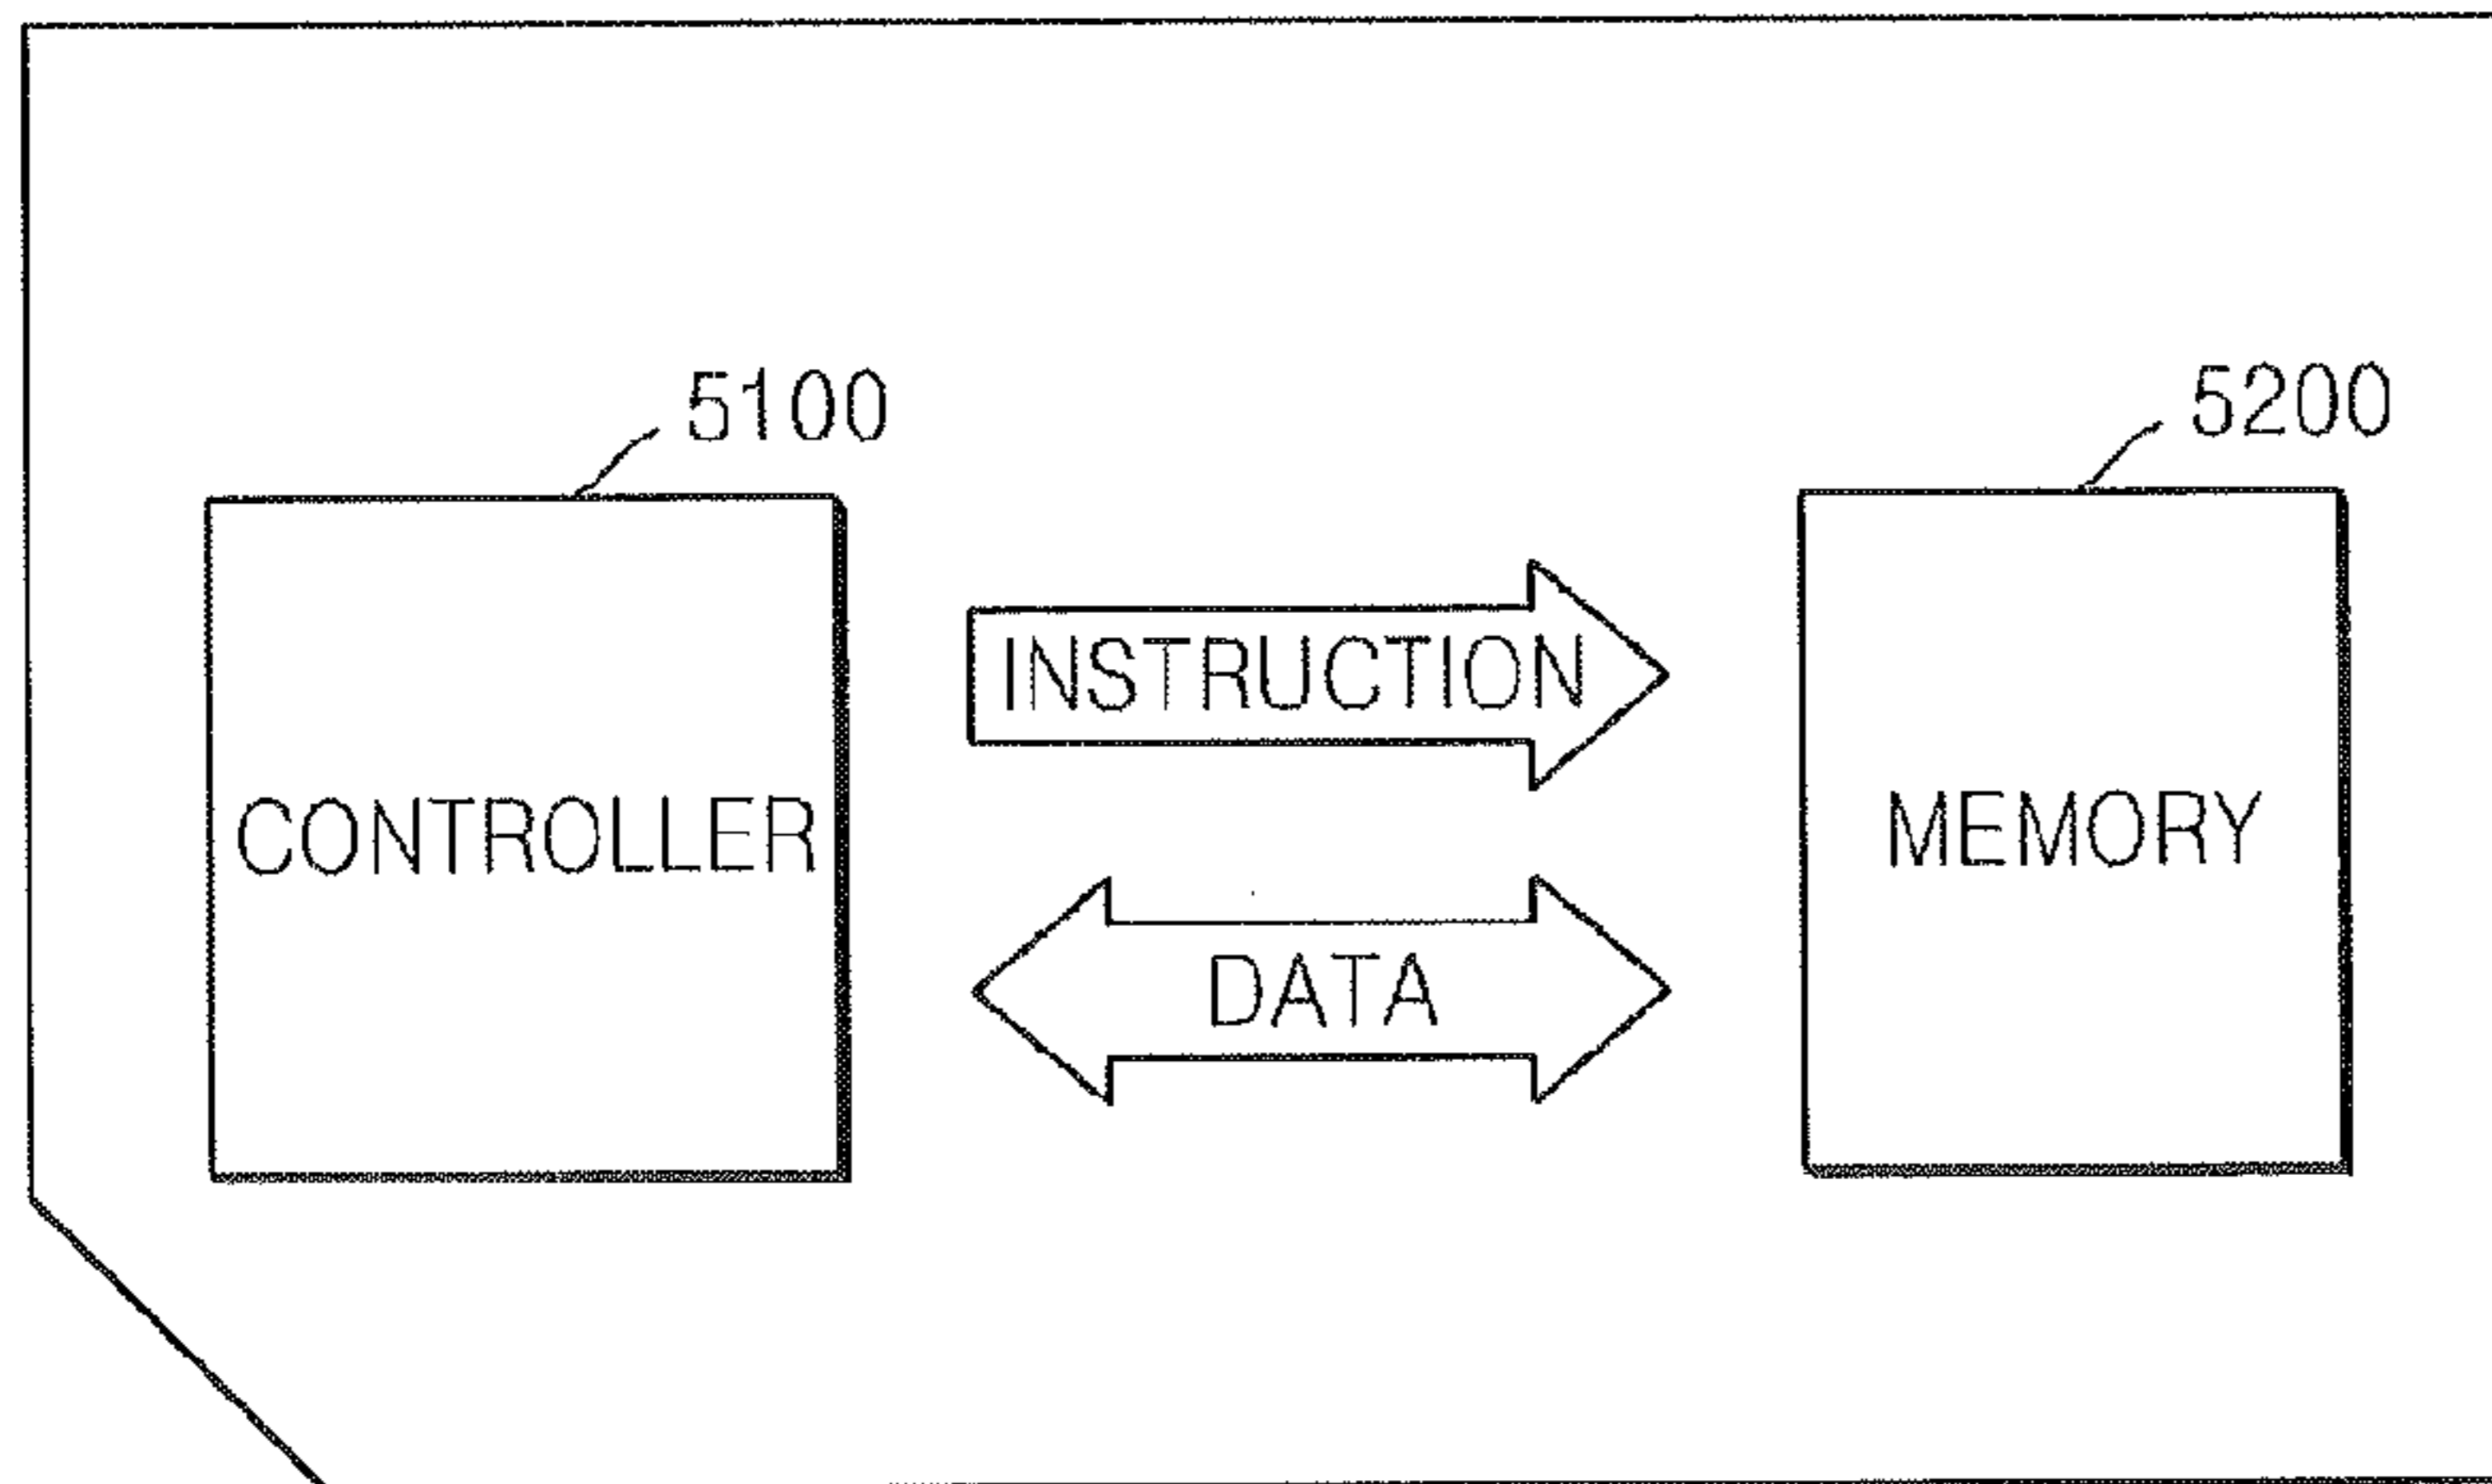 5100
5200
INSTRUCTION
CONTROLLER
MEMORY
DATA